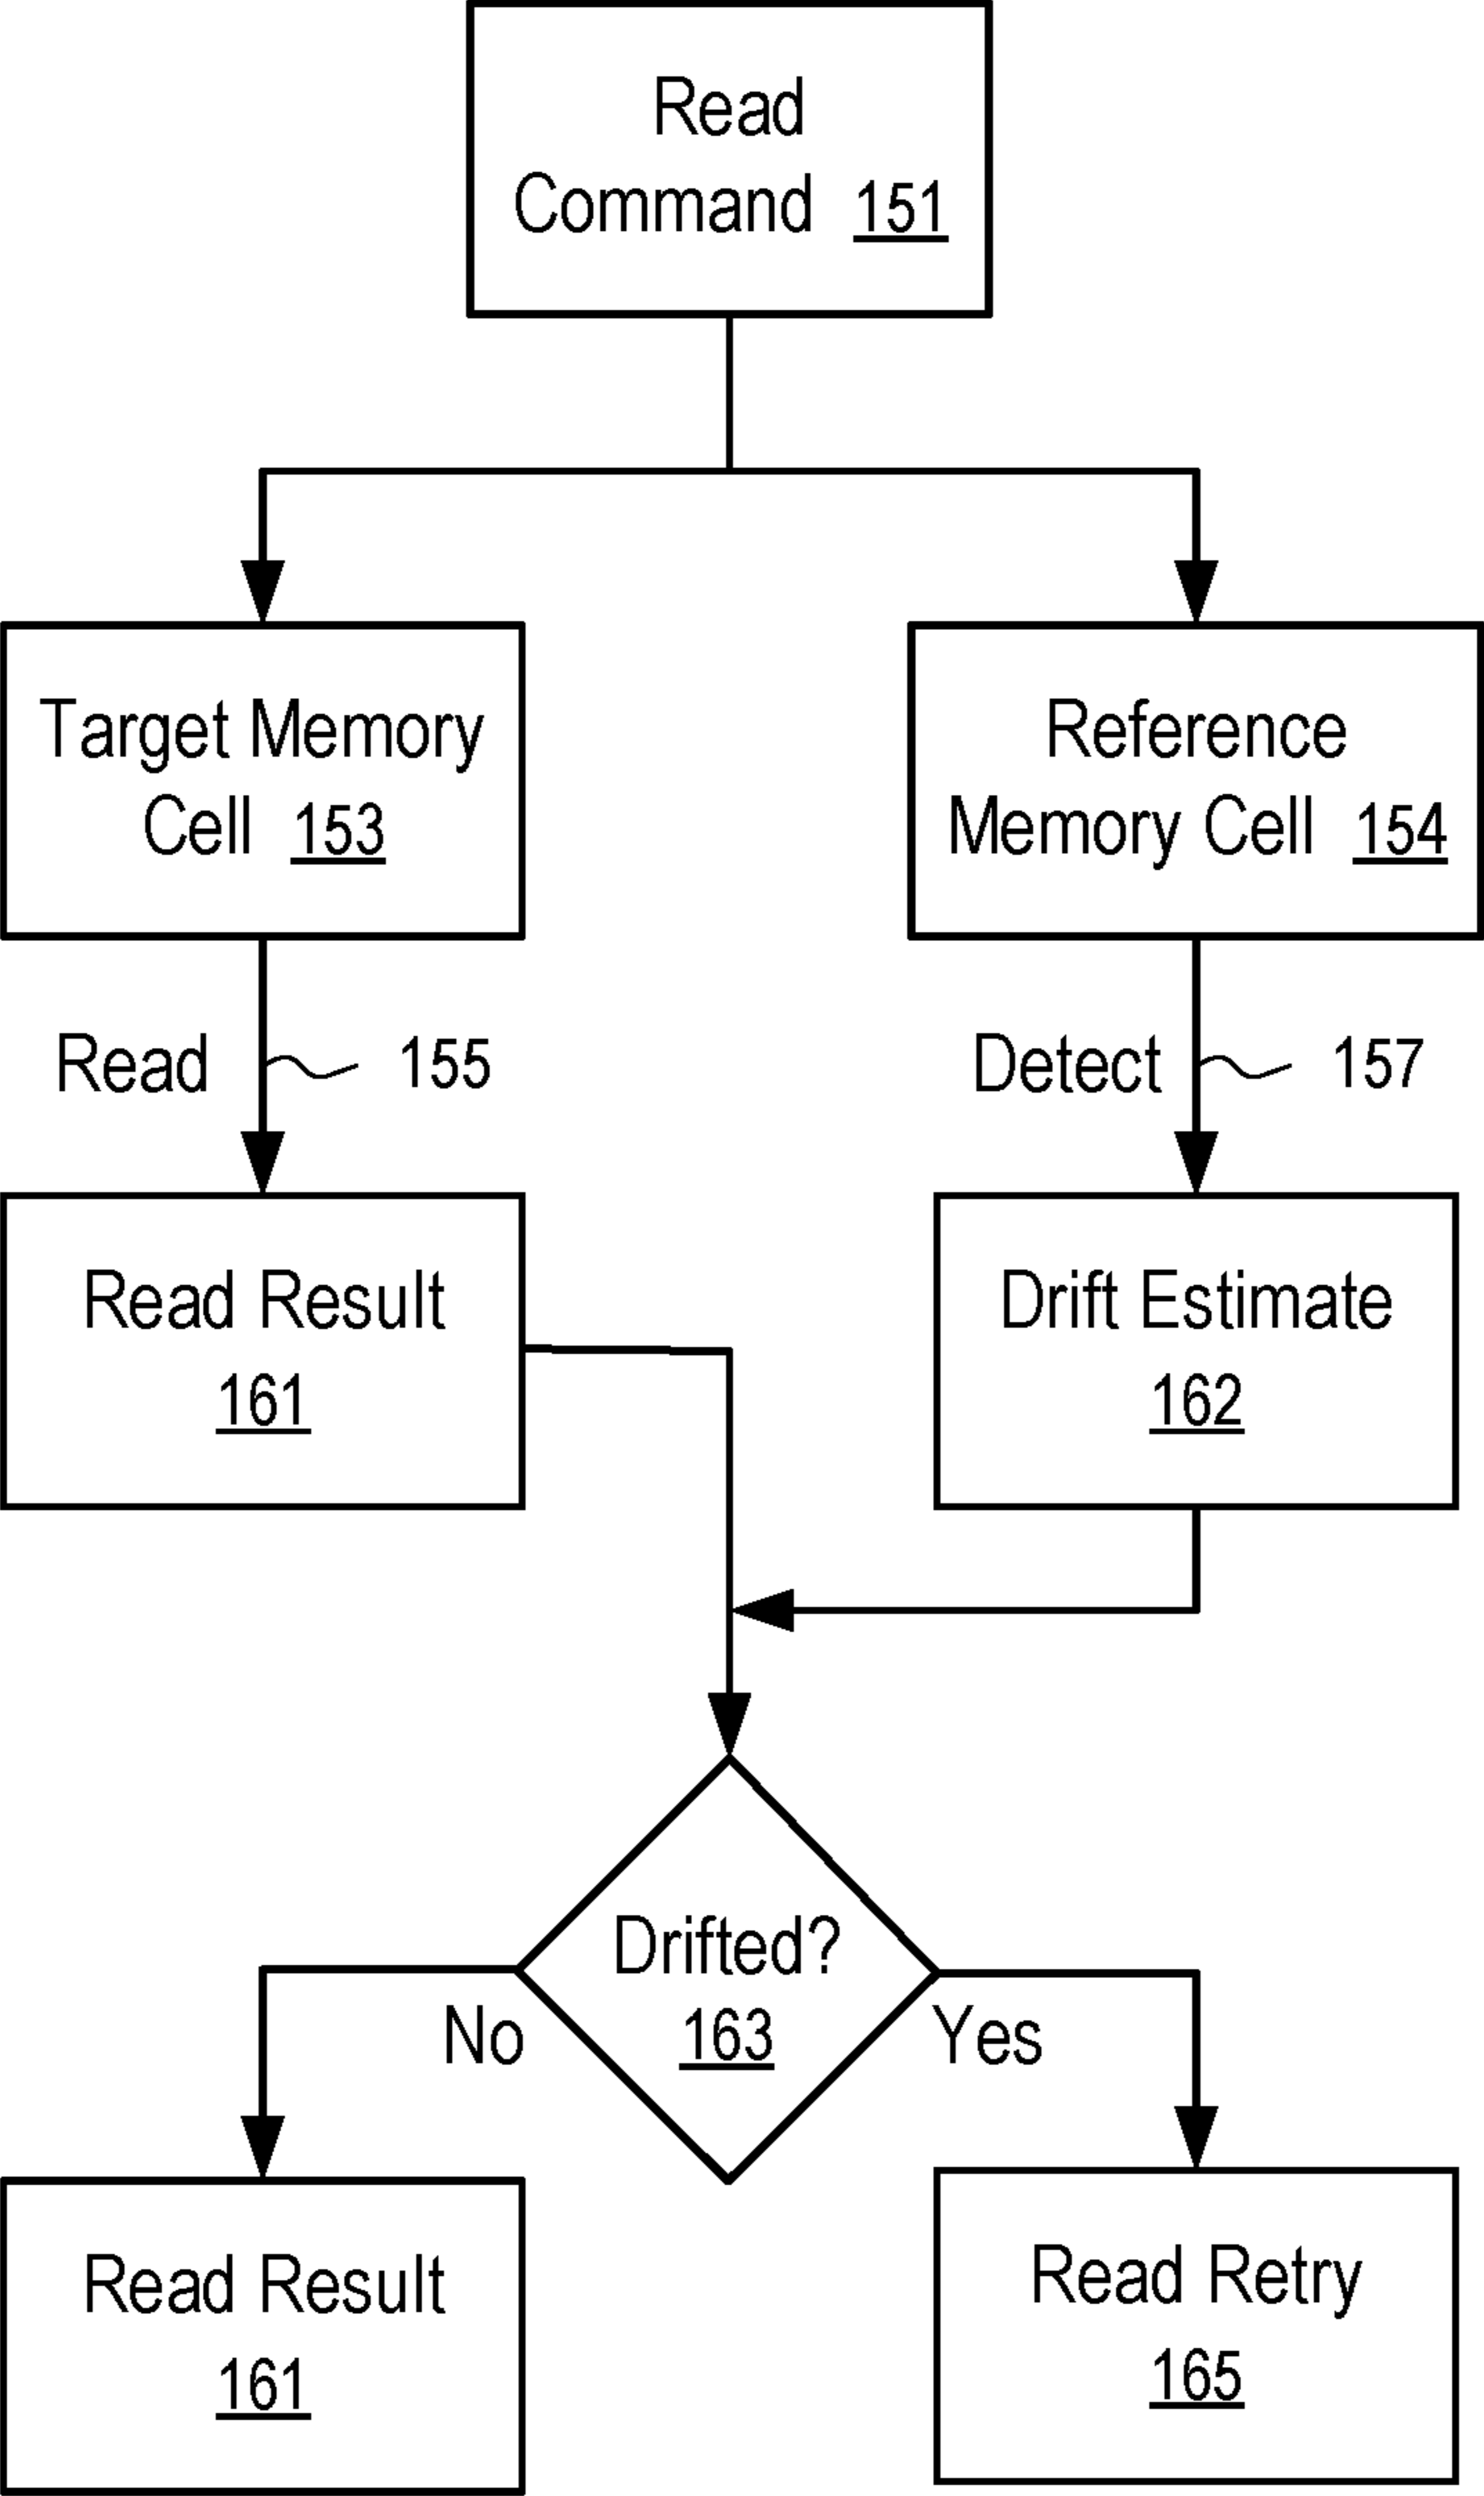 Read
Command 151
Target Memory
Cell 153
Reference
Memory Cell 154
Read 155
Detect 157
Read Result
161
Drift Estimate
162
Drifted?
163
No
Yes
Read Result
161
Read Retry
165